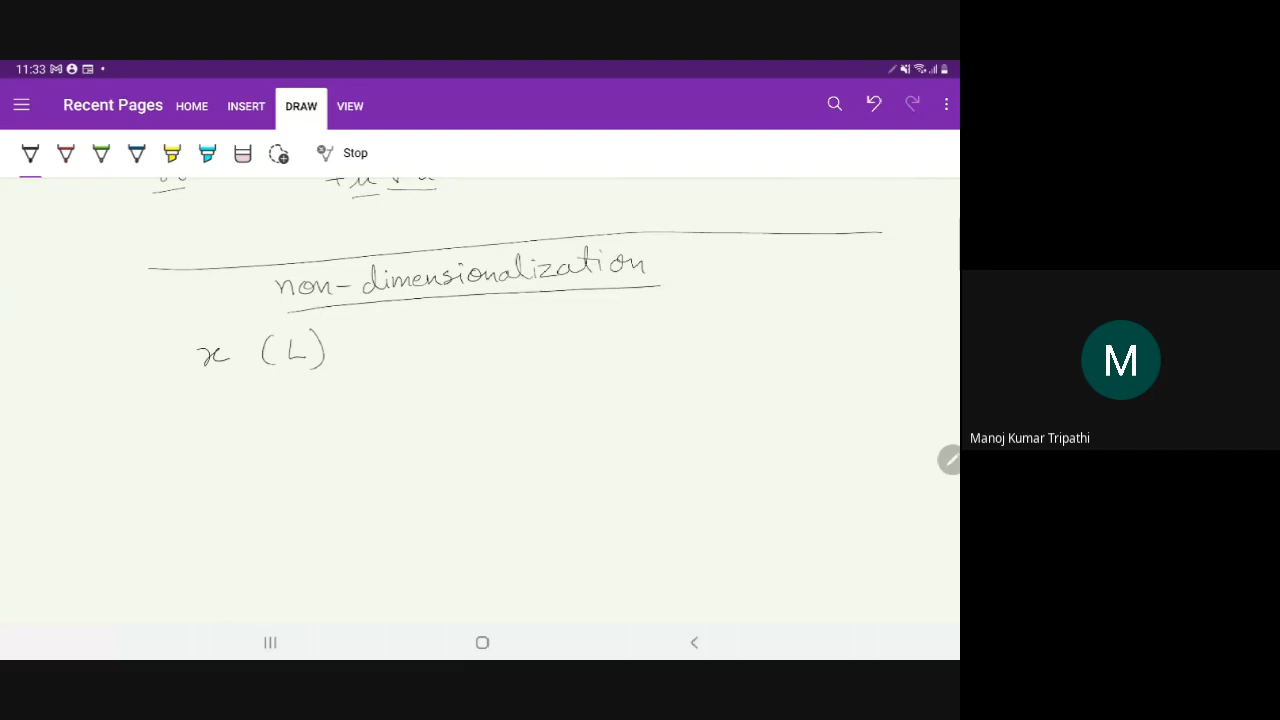 11:33
Recent Pages HOME INSERT DRAW VIEW
Stop
non-dimensionalization
x (L)
M
Manoj Kumar Tripathi